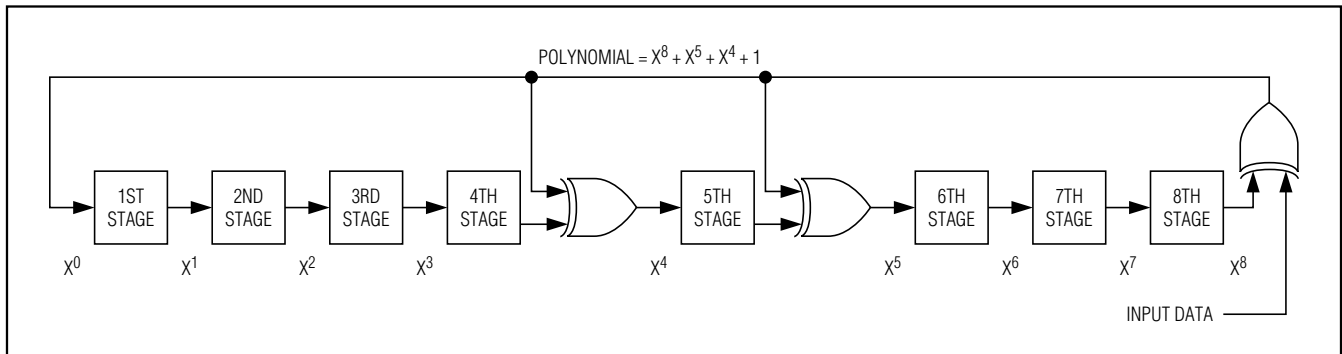 POLYNOMIAL = X⁸ + X⁵ + X⁴ + 1
1ST
STAGE
2ND
STAGE
3RD
STAGE
4TH
STAGE
5TH
STAGE
6TH
STAGE
7TH
STAGE
8TH
STAGE
X⁰
X¹
X²
X³
X⁴
X⁵
X⁶
X⁷
X⁸
INPUT DATA